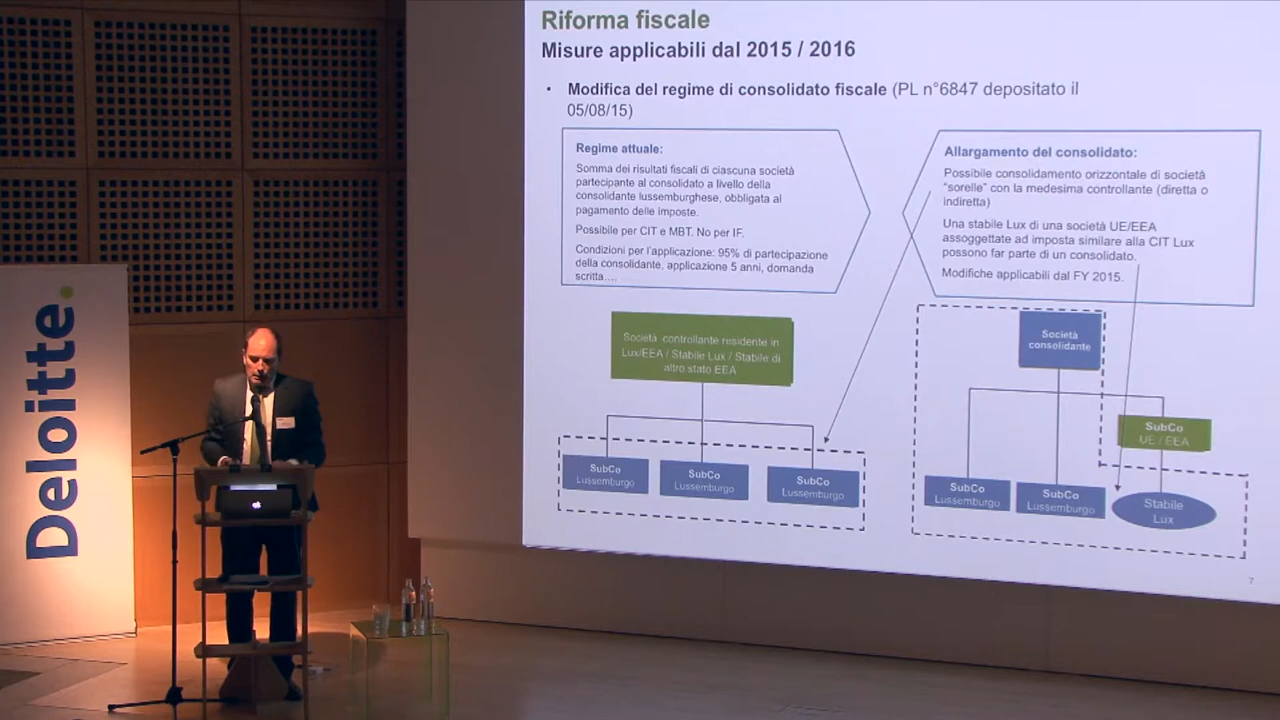 Riforma fiscale
Misure applicabili dal 2015 / 2016
• Modifica del regime di consolidato fiscale (PL n°6847 depositato il
05/08/15)
Regime attuale:
Somma dei risultati fiscali di ciascuna società
partecipante al consolidato a livello della
consolidante lussemburghese, obbligata al
pagamento delle imposte.
Possibile per CIT e MBT. No per IF.
Condizioni per l'applicazione: 95% di partecipazione
della consolidante, applicazione 5 anni, domanda
scritta....
Allargamento del consolidato:
Possibile consolidamento orizzontale di società
"sorelle" con la medesima controllante (diretta o
indiretta)
Una stabile Lux di una società UE/EEA
assoggettate ad imposta similare alla CIT Lux
possono far parte di un consolidato.
Modifiche applicabili dal FY 2015.
Società controllante residente in
Lux/EEA / Stabile Lux / Stabile di
altro stato EEA
SubCo
Lussemburgo
SubCo
Lussemburgo
SubCo
Lussemburgo
Società
consolidante
SubCo
UE / EEA
SubCo
Lussemburgo
SubCo
Lussemburgo
Stabile
Lux
7
Deloitte.